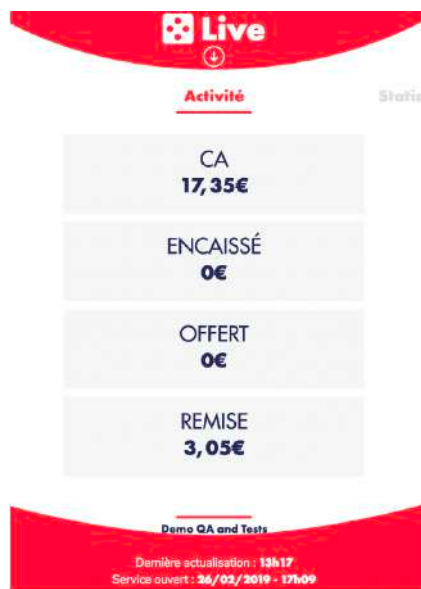 Live
Activité
CA
17,35€
ENCAISSÉ
0€
OFFERT
0€
REMISE
3,05€
Demo QA and Tests
Dernière actualisation : 13h17
Service ouvert : 26/02/2019 - 17h09